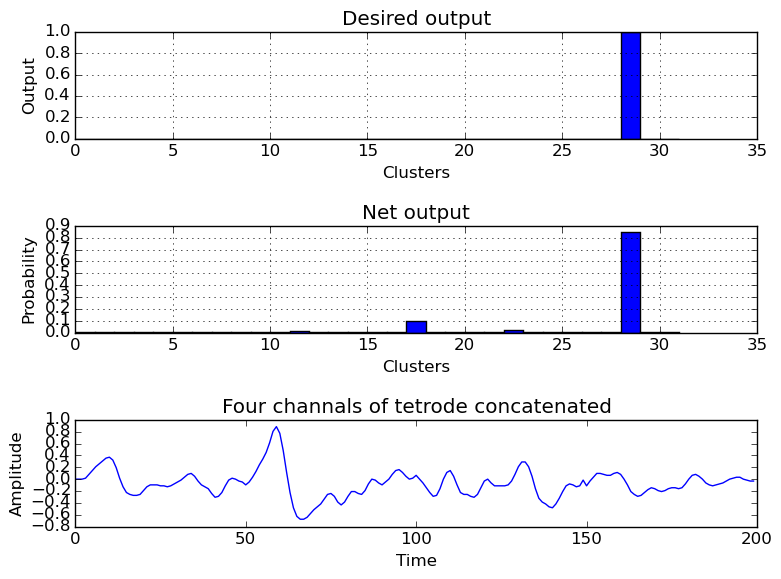 Desired output
1.0
0.8
0.6
0.4
0.2
0.0
Output
0 5 10 15 20 25 30 35
Clusters
Net output
0.9
0.8
0.7
0.6
0.5
0.4
0.3
0.2
0.1
0.0
Probability
0 5 10 15 20 25 30 35
Clusters
Four channals of tetrode concatenated
1.0
0.8
0.6
0.4
0.2
0.0
−0.2
−0.4
−0.6
−0.8
Amplitude
0 50 100 150 200
Time